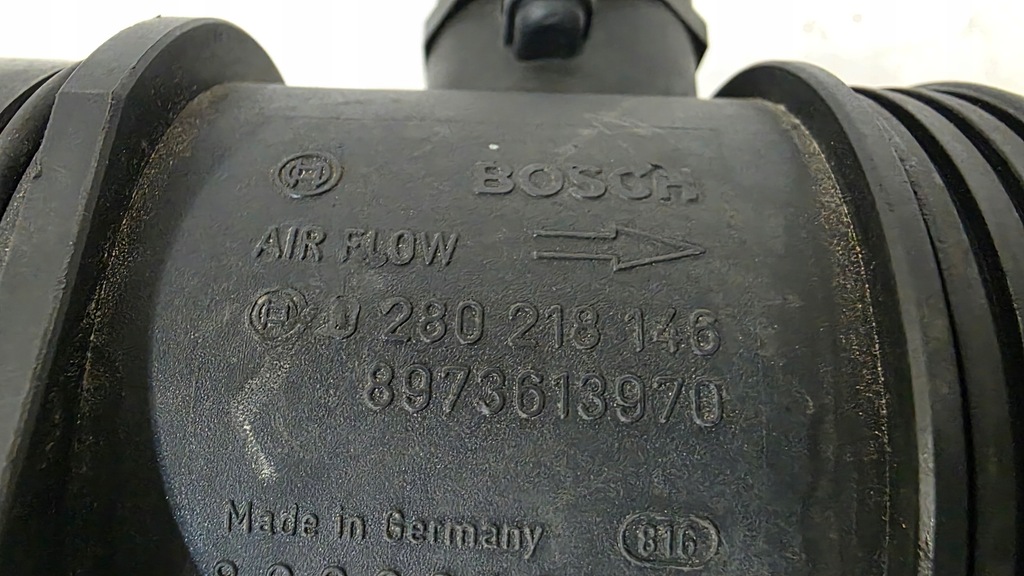 BOSCH
AIR FLOW
0 280 218 146
8973613970
Made in Germany 816